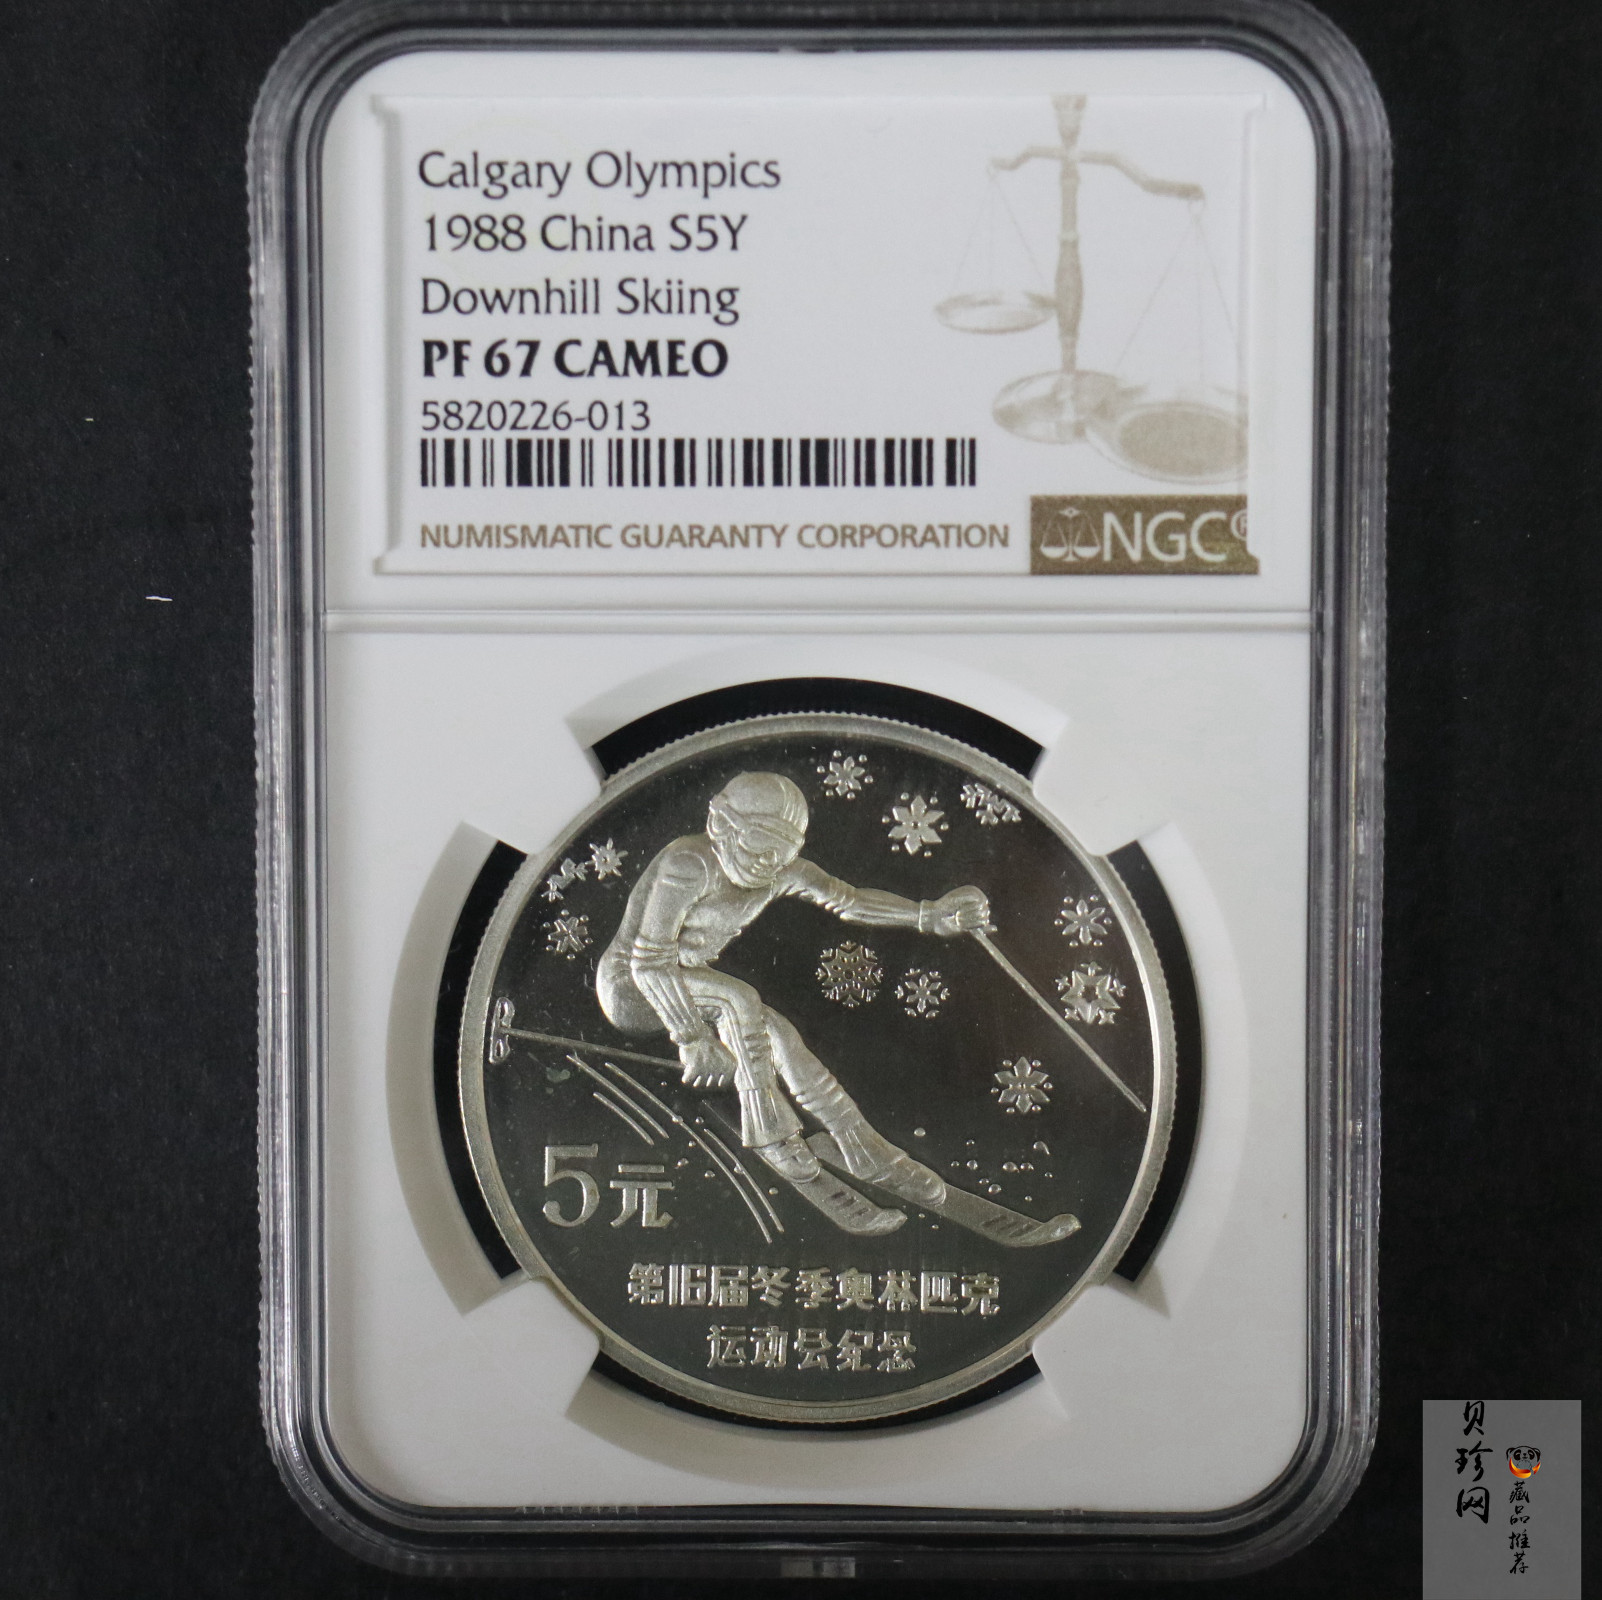 Calgary Olympics
1988 China S5Y
Downhill Skiing
PF 67 CAMEO
5820226-013
NUMISMATIC GUARANTY CORPORATION
NGC®
5元
第16届冬季奥林匹克
运动会纪念
贝珍网
藏品推荐